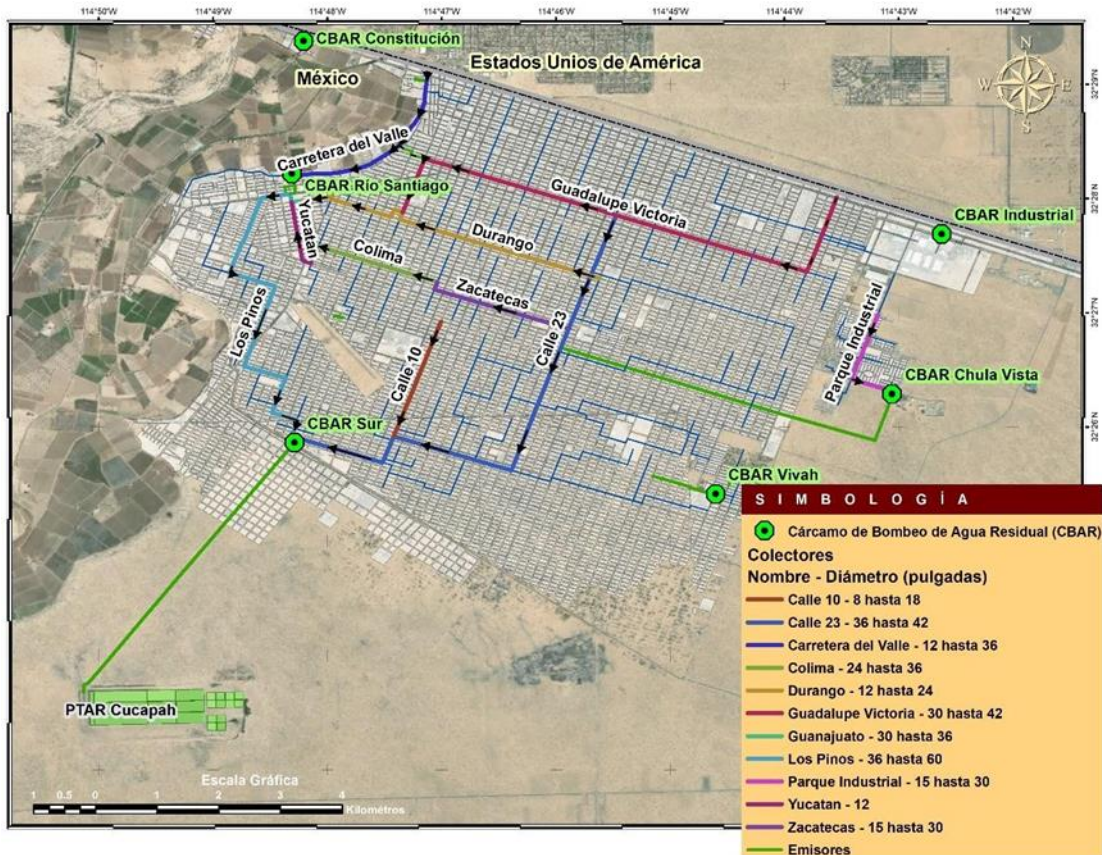 114°50'W 114°49'W 114°48'W 114°47'W 114°46'W 114°45'W 114°44'W 114°43'W 114°42'W
CBAR Constitución
Estados Unios de América
México
N
W E
S
32°29'N
Carretera del Valle
CBAR Río Santiago
32°28'N
Guadalupe Victoria
CBAR Industrial
Yucatan
Durango
Colima
Zacatecas
32°27'N
Los Pinos
Calle 10
Calle 23
Parque Industrial
CBAR Chula Vista
32°26'N
CBAR Sur
CBAR Vivah
PTAR Cucapah
Escala Gráfica
1 0.5 0 1 2 3 4
Kilómetros
SIMBOLOGÍA
Cárcamo de Bombeo de Agua Residual (CBAR)
Colectores
Nombre - Diámetro (pulgadas)
Calle 10 - 8 hasta 18
Calle 23 - 36 hasta 42
Carretera del Valle - 12 hasta 36
Colima - 24 hasta 36
Durango - 12 hasta 24
Guadalupe Victoria - 30 hasta 42
Guanajuato - 30 hasta 36
Los Pinos - 36 hasta 60
Parque Industrial - 15 hasta 30
Yucatan - 12
Zacatecas - 15 hasta 30
Emisores